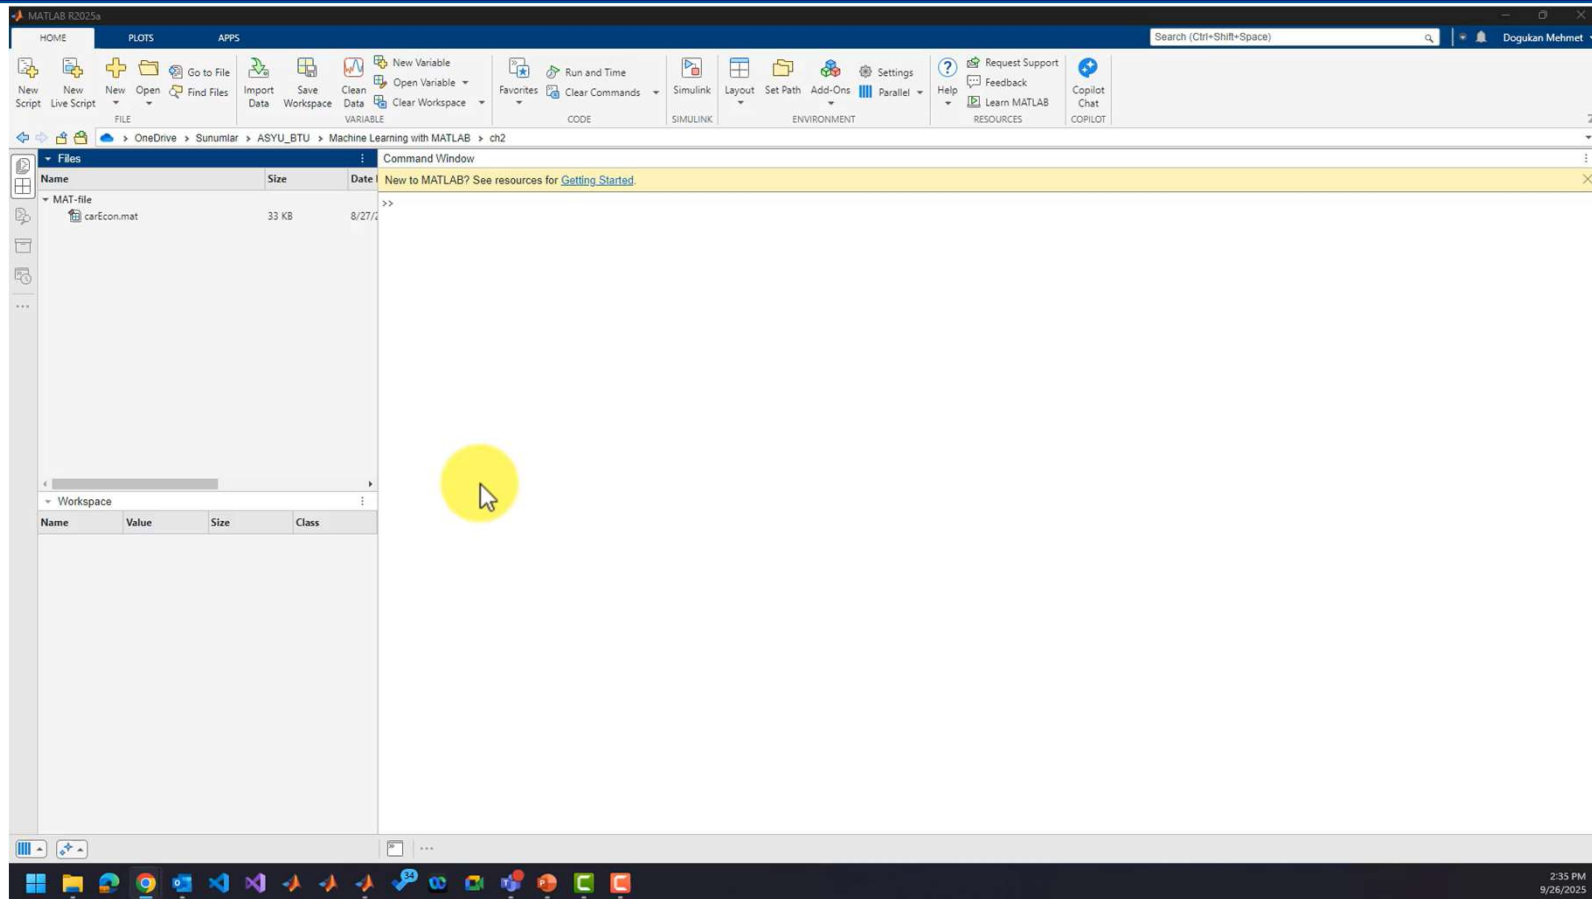 MATLAB R2025a
HOME PLOTS APPS
Search (Ctrl+Shift+Space)
Dogukan Mehmet
New Script
New Live Script
New
Open
Go to File
Find Files
FILE
Import Data
Save Workspace
Clean Data
New Variable
Open Variable
Clear Workspace
VARIABLE
Favorites
Run and Time
Clear Commands
CODE
Simulink
SIMULINK
Layout
Set Path
Add-Ons
Settings
Parallel
ENVIRONMENT
Help
Request Support
Feedback
Learn MATLAB
RESOURCES
Copilot Chat
COPILOT
> OneDrive > Sunumlar > ASYU_BTU > Machine Learning with MATLAB > ch2
Files
Name Size Date
MAT-file
carEcon.mat 33 KB 8/27/2
Command Window
New to MATLAB? See resources for Getting Started.
>>
Workspace
Name Value Size Class
34
2:35 PM
9/26/2025